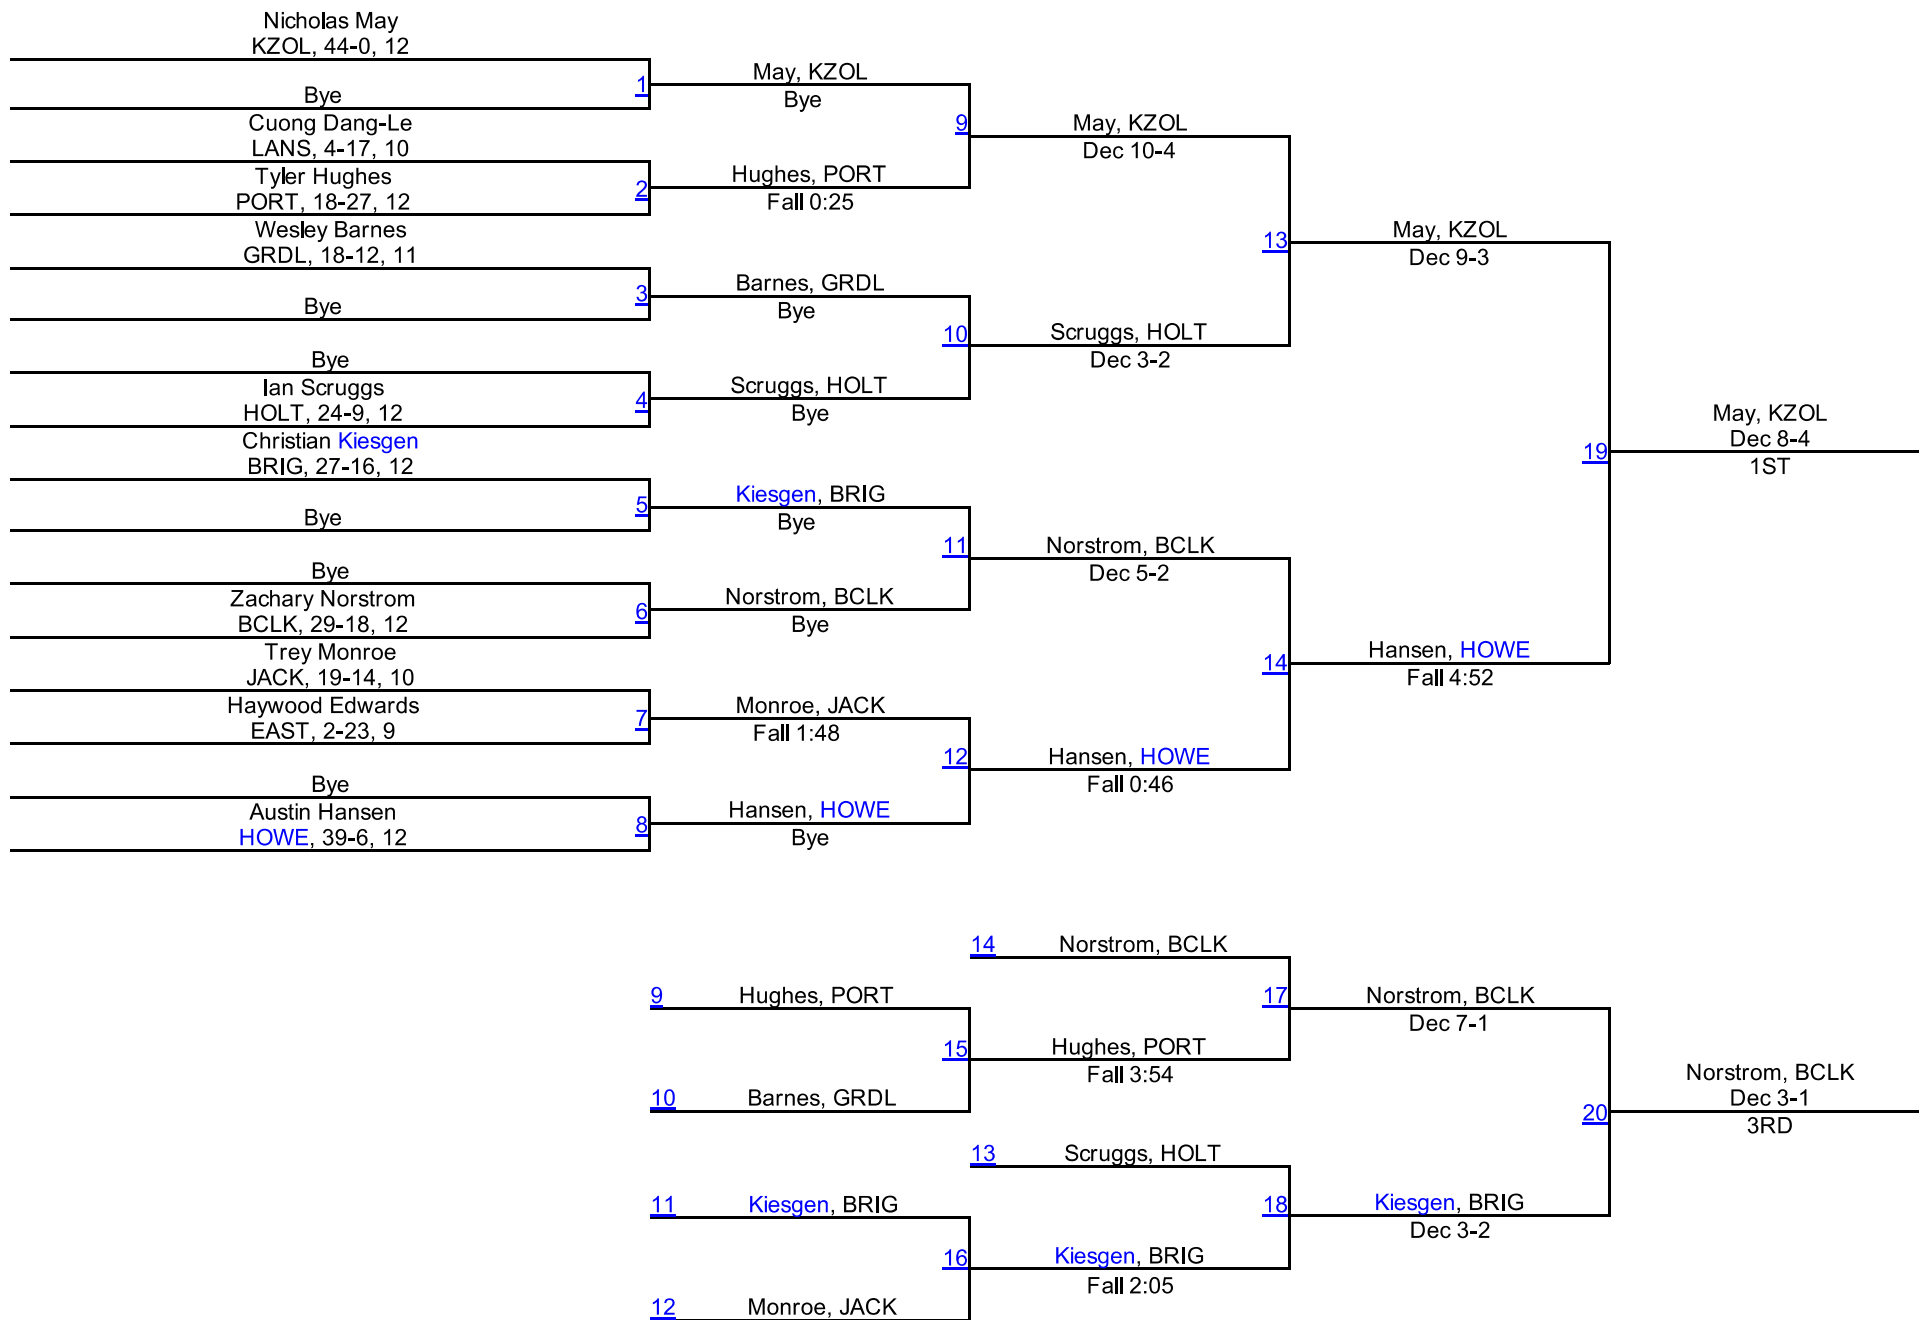 Nicholas May
KZOL, 44-0, 12
1
Bye
Cuong Dang-Le
LANS, 4-17, 10
2
Tyler Hughes
PORT, 18-27, 12
Wesley Barnes
GRDL, 18-12, 11
3
Bye
Bye
4
Ian Scruggs
HOLT, 24-9, 12
Christian Kiesgen
BRIG, 27-16, 12
5
Bye
Bye
6
Zachary Norstrom
BCLK, 29-18, 12
Trey Monroe
JACK, 19-14, 10
7
Haywood Edwards
EAST, 2-23, 9
Bye
8
Austin Hansen
HOWE, 39-6, 12
May, KZOL
Bye
9
Hughes, PORT
Fall 0:25
Barnes, GRDL
Bye
10
Scruggs, HOLT
Bye
Kiesgen, BRIG
Bye
11
Norstrom, BCLK
Bye
Monroe, JACK
Fall 1:48
12
Hansen, HOWE
Bye
May, KZOL
Dec 10-4
13
Scruggs, HOLT
Dec 3-2
Norstrom, BCLK
Dec 5-2
14
Hansen, HOWE
Fall 0:46
May, KZOL
Dec 9-3
19
Hansen, HOWE
Fall 4:52
May, KZOL
Dec 8-4
1ST
9 Hughes, PORT
15
10 Barnes, GRDL
11 Kiesgen, BRIG
16
12 Monroe, JACK
14 Norstrom, BCLK
17
Hughes, PORT
Fall 3:54
13 Scruggs, HOLT
18
Kiesgen, BRIG
Fall 2:05
Norstrom, BCLK
Dec 7-1
20
Kiesgen, BRIG
Dec 3-2
Norstrom, BCLK
Dec 3-1
3RD